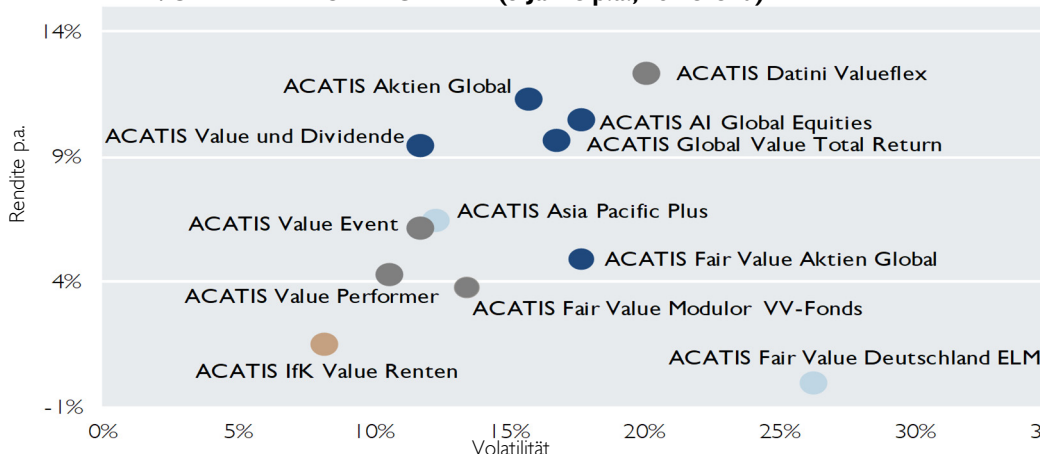 14%
ACATIS Datini Valueflex
ACATIS Aktien Global
ACATIS AI Global Equities
ACATIS Value und Dividende
ACATIS Global Value Total Return
9%
Rendite p.a.
ACATIS Asia Pacific Plus
ACATIS Value Event
ACATIS Fair Value Aktien Global
4%
ACATIS Value Performer
ACATIS Fair Value Modulor VV-Fonds
ACATIS Fair Value Deutschland ELM
ACATIS IfK Value Renten
-1%
0% 5% 10% 15% 20% 25% 30%
Volatilität